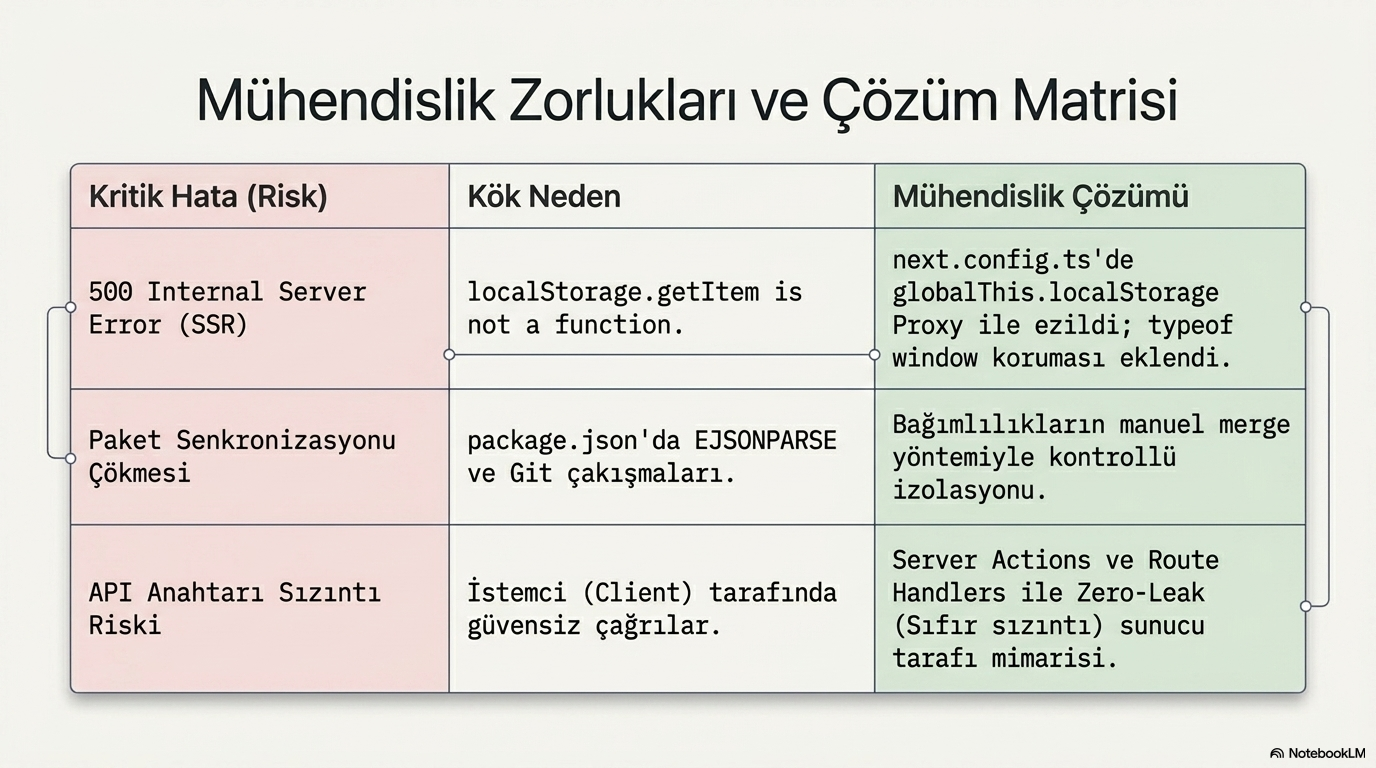 Mühendislik Zorlukları ve Çözüm Matrisi
Kritik Hata (Risk)
Kök Neden
Mühendislik Çözümü
500 Internal Server
Error (SSR)
localStorage.getItem is
not a function.
next.config.ts'de
globalThis.localStorage
Proxy ile ezildi; typeof
window koruması eklendi.
Paket Senkronizasyonu
Çökmesi
package.json'da EJSONPARSE
ve Git çakışmaları.
Bağımlılıkların manuel merge
yöntemiyle kontrollü
izolasyonu.
API Anahtarı Sızıntı
Riski
İstemci (Client) tarafında
güvensiz çağrılar.
Server Actions ve Route
Handlers ile Zero-Leak
(Sıfır sızıntı) sunucu
tarafı mimarisi.
NotebookLM